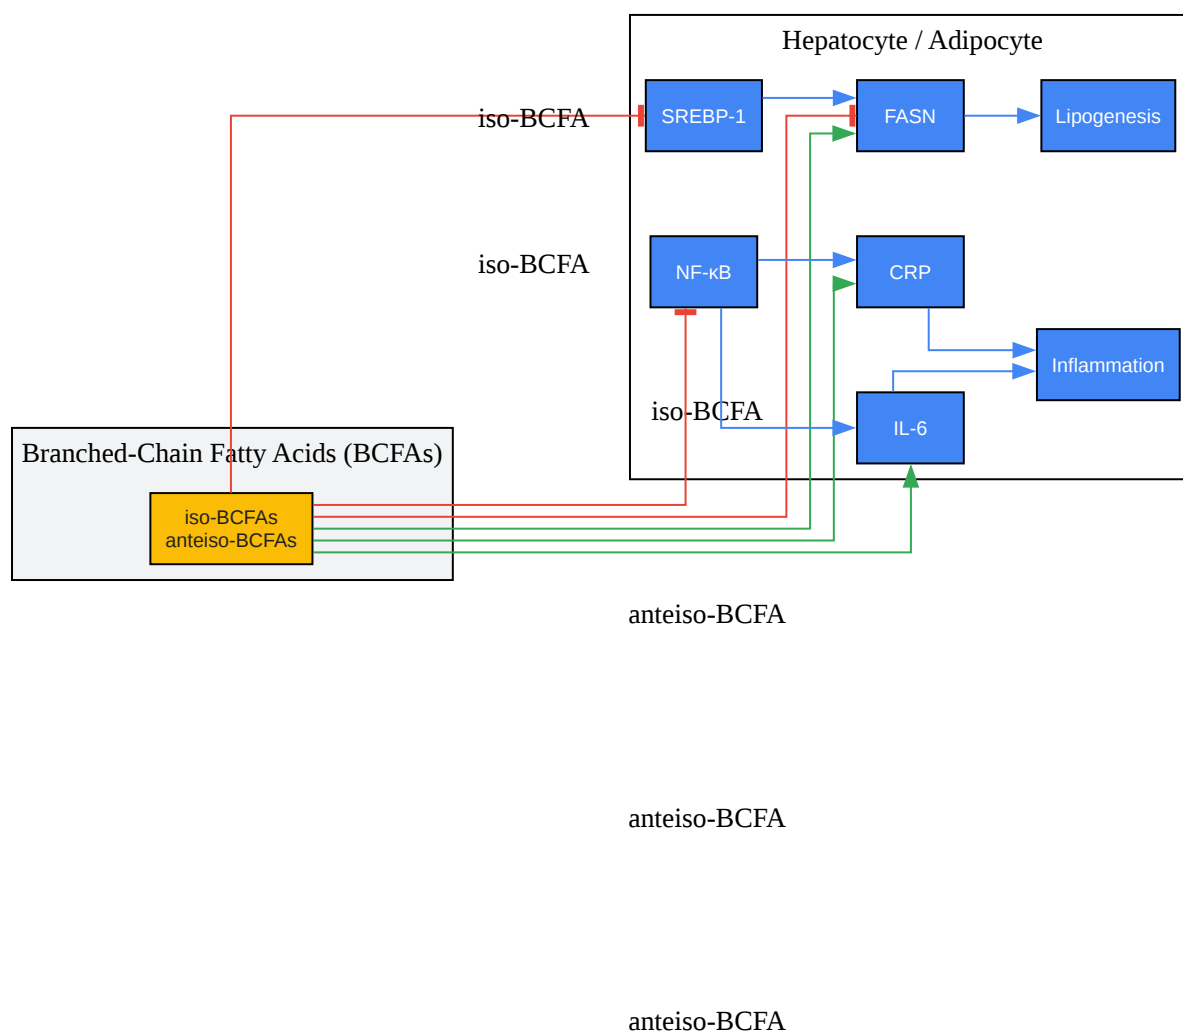 Hepatocyte / Adipocyte
iso-BCFA
SREBP-1
FASN
Lipogenesis
iso-BCFA
NF-κB
CRP
Inflammation
iso-BCFA
IL-6
Branched-Chain Fatty Acids (BCFAs)
iso-BCFAs
anteiso-BCFAs
anteiso-BCFA
anteiso-BCFA
anteiso-BCFA